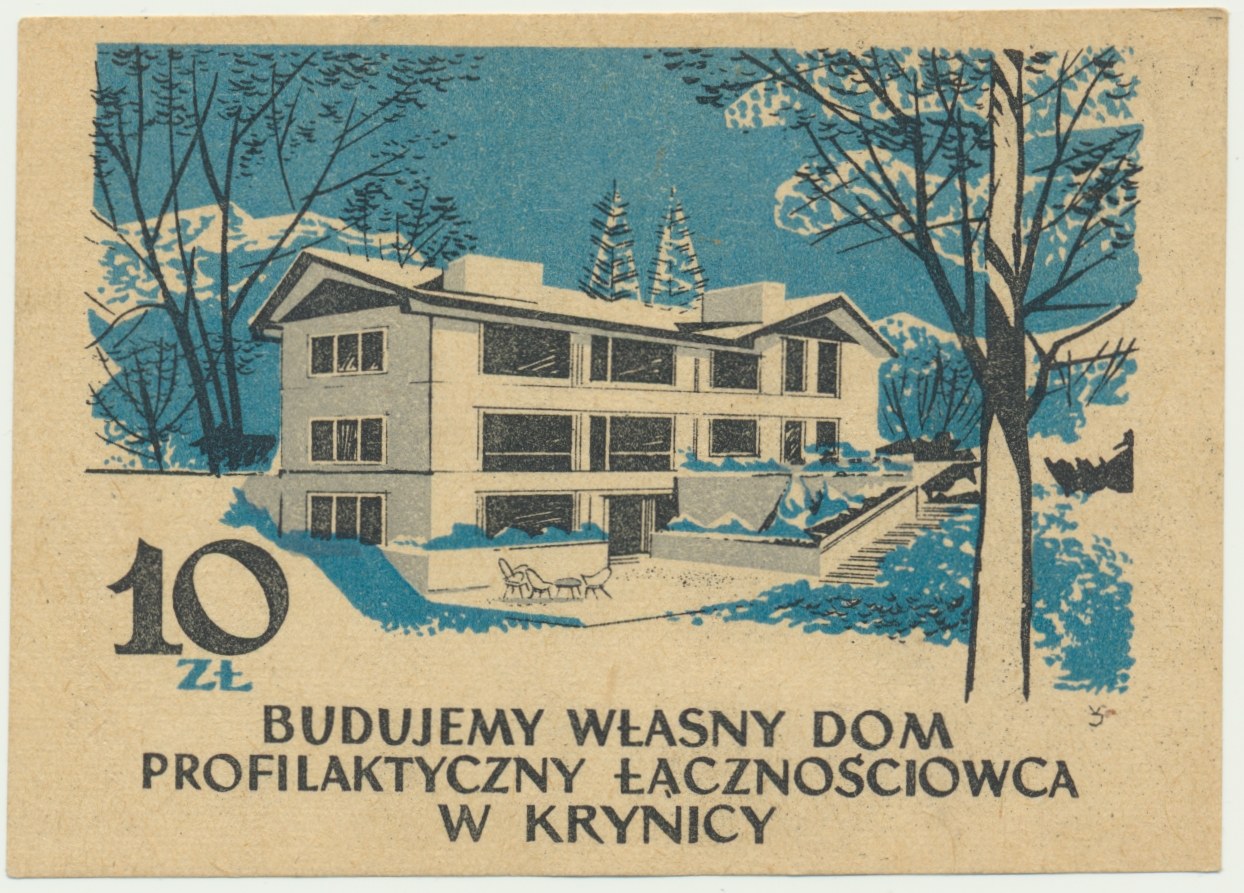 10
ZŁ
BUDUJEMY WŁASNY DOM
PROFILAKTYCZNY ŁĄCZNOŚCIOWCA
W KRYNICY